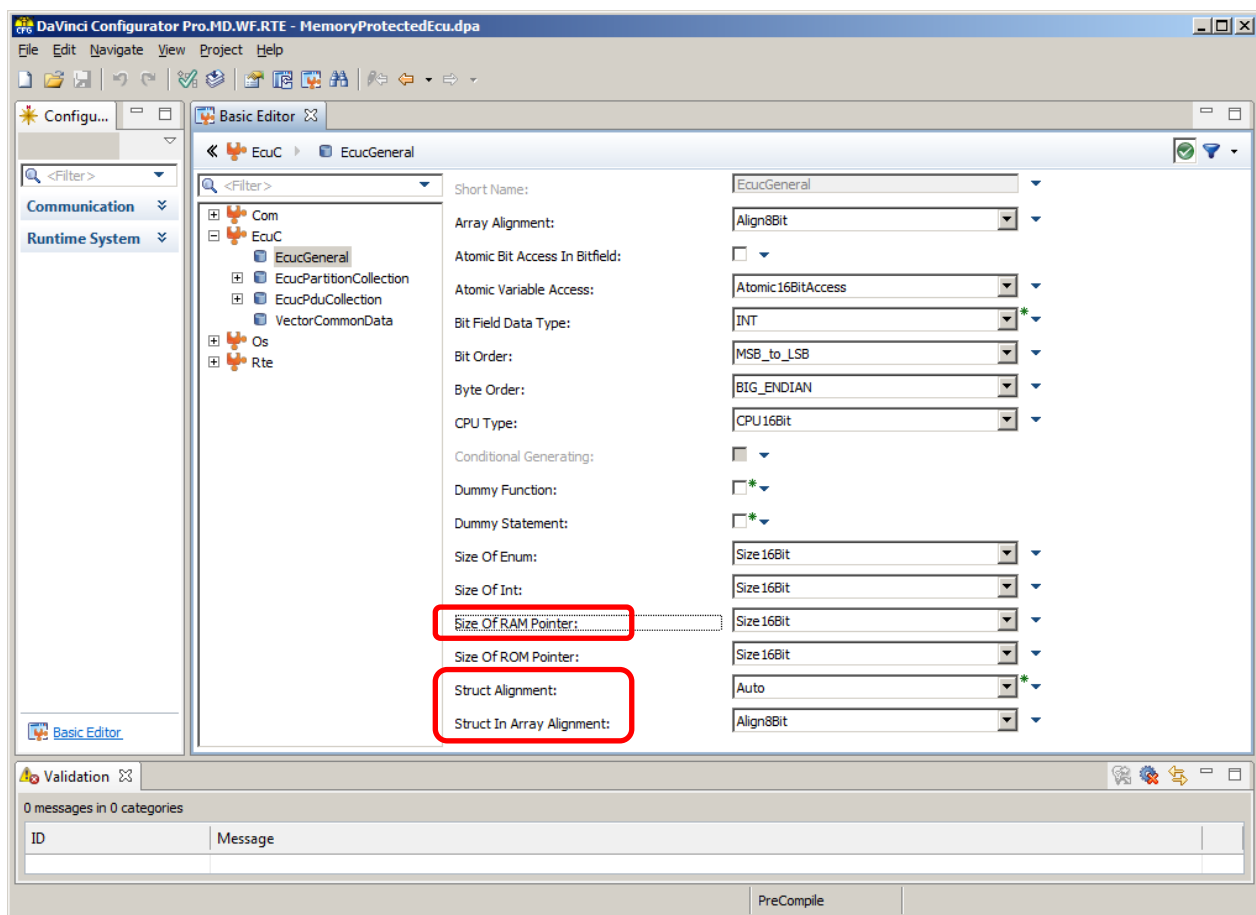 DaVinci Configurator Pro.MD.WF.RTE - MemoryProtectedEcu.dpa
File Edit Navigate View Project Help
Configu...
Basic Editor
EcuC
EcucGeneral
<Filter>
Communication
Runtime System
Basic Editor
<Filter>
Com
EcuC
EcucGeneral
EcucPartitionCollection
EcucPduCollection
VectorCommonData
Os
Rte
Short Name: EcucGeneral
Array Alignment: Align8Bit
Atomic Bit Access In Bitfield:
Atomic Variable Access: Atomic16BitAccess
Bit Field Data Type: INT
Bit Order: MSB_to_LSB
Byte Order: BIG_ENDIAN
CPU Type: CPU16Bit
Conditional Generating:
Dummy Function:
Dummy Statement:
Size Of Enum: Size16Bit
Size Of Int: Size16Bit
Size Of RAM Pointer: Size16Bit
Size Of ROM Pointer: Size16Bit
Struct Alignment: Auto
Struct In Array Alignment: Align8Bit
Validation
0 messages in 0 categories
ID Message
PreCompile